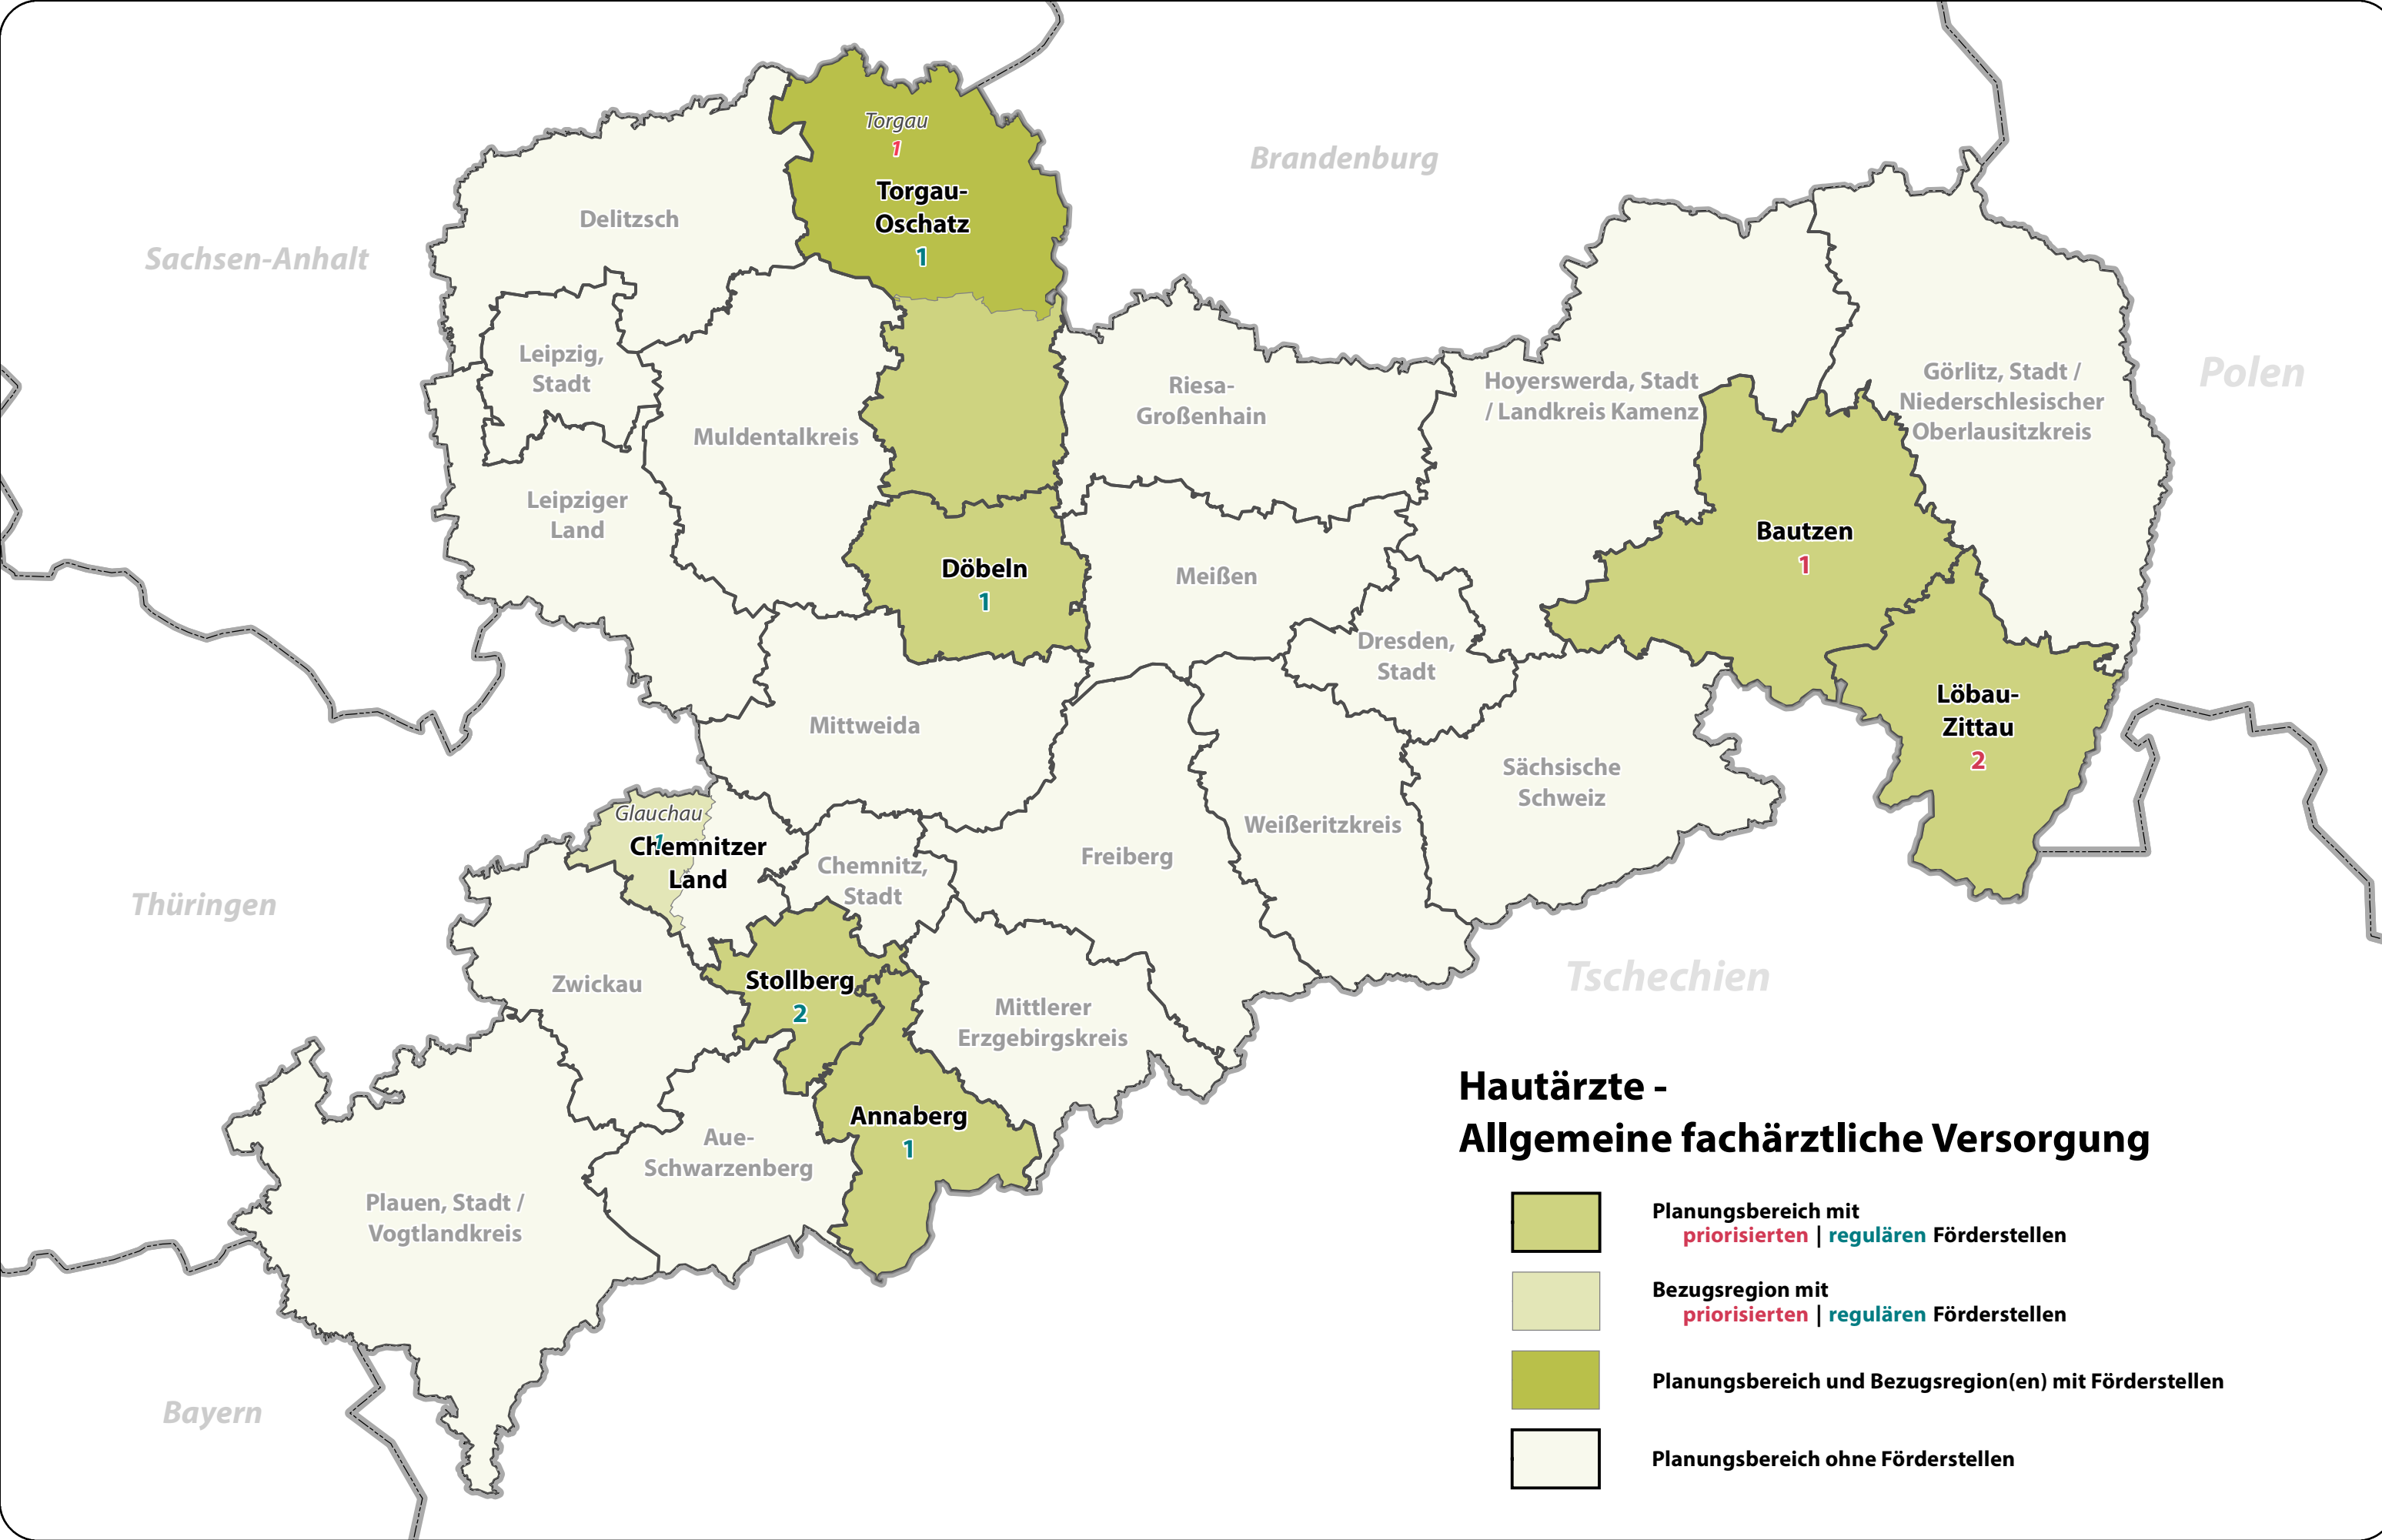 Torgau
1
Torgau-
Oschatz
1
Brandenburg
Delitzsch
Sachsen-Anhalt
Leipzig,
Stadt
Riesa-
Großenhain
Hoyerswerda, Stadt
/ Landkreis Kamenz
Görlitz, Stadt /
Niederschlesischer
Oberlausitzkreis
Polen
Muldentalkreis
Leipziger
Land
Döbeln
1
Meißen
Bautzen
1
Dresden,
Stadt
Löbau-
Zittau
2
Mittweida
Sächsische
Schweiz
Glauchau
1
Chemnitzer
Land
Chemnitz,
Stadt
Freiberg
Weißeritzkreis
Thüringen
Zwickau
Stollberg
2
Mittlerer
Erzgebirgskreis
Tschechien
Annaberg
1
Aue-
Schwarzenberg
Plauen, Stadt /
Vogtlandkreis
Bayern
Hautärzte -
Allgemeine fachärztliche Versorgung
Planungsbereich mit
priorisierten | regulären Förderstellen
Bezugsregion mit
priorisierten | regulären Förderstellen
Planungsbereich und Bezugsregion(en) mit Förderstellen
Planungsbereich ohne Förderstellen